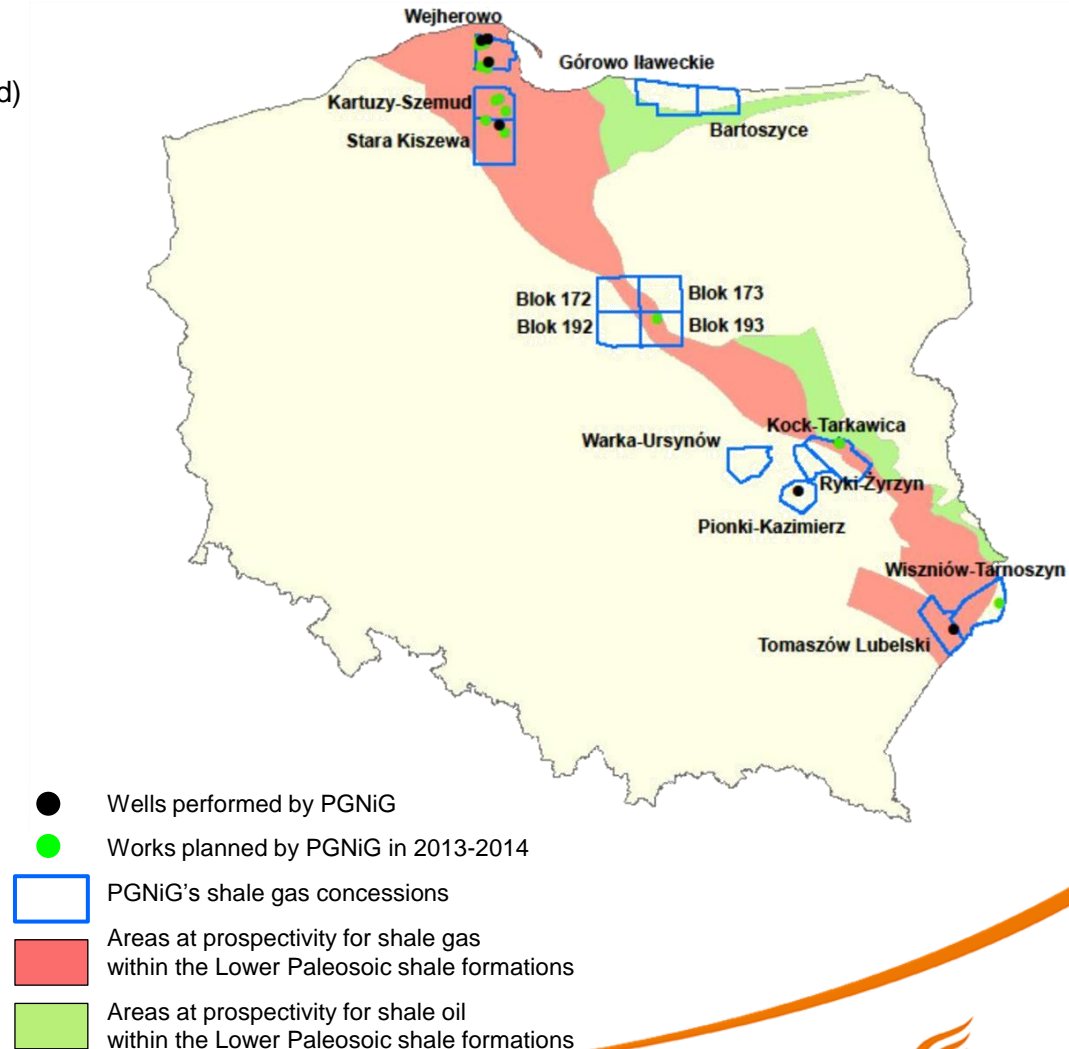 Wejherowo
d)
Górowo Iławeckie
Kartuzy-Szemud
Bartoszyce
Stara Kiszewa
Blok 172
Blok 173
Blok 192
Blok 193
Kock-Tarkawica
Warka-Ursynów
Ryki-Żyrzyn
Pionki-Kazimierz
Wiszniów-Tarnoszyn
Tomaszów Lubelski
Wells performed by PGNiG
Works planned by PGNiG in 2013-2014
PGNiG's shale gas concessions
Areas at prospectivity for shale gas
within the Lower Paleosoic shale formations
Areas at prospectivity for shale oil
within the Lower Paleosoic shale formations